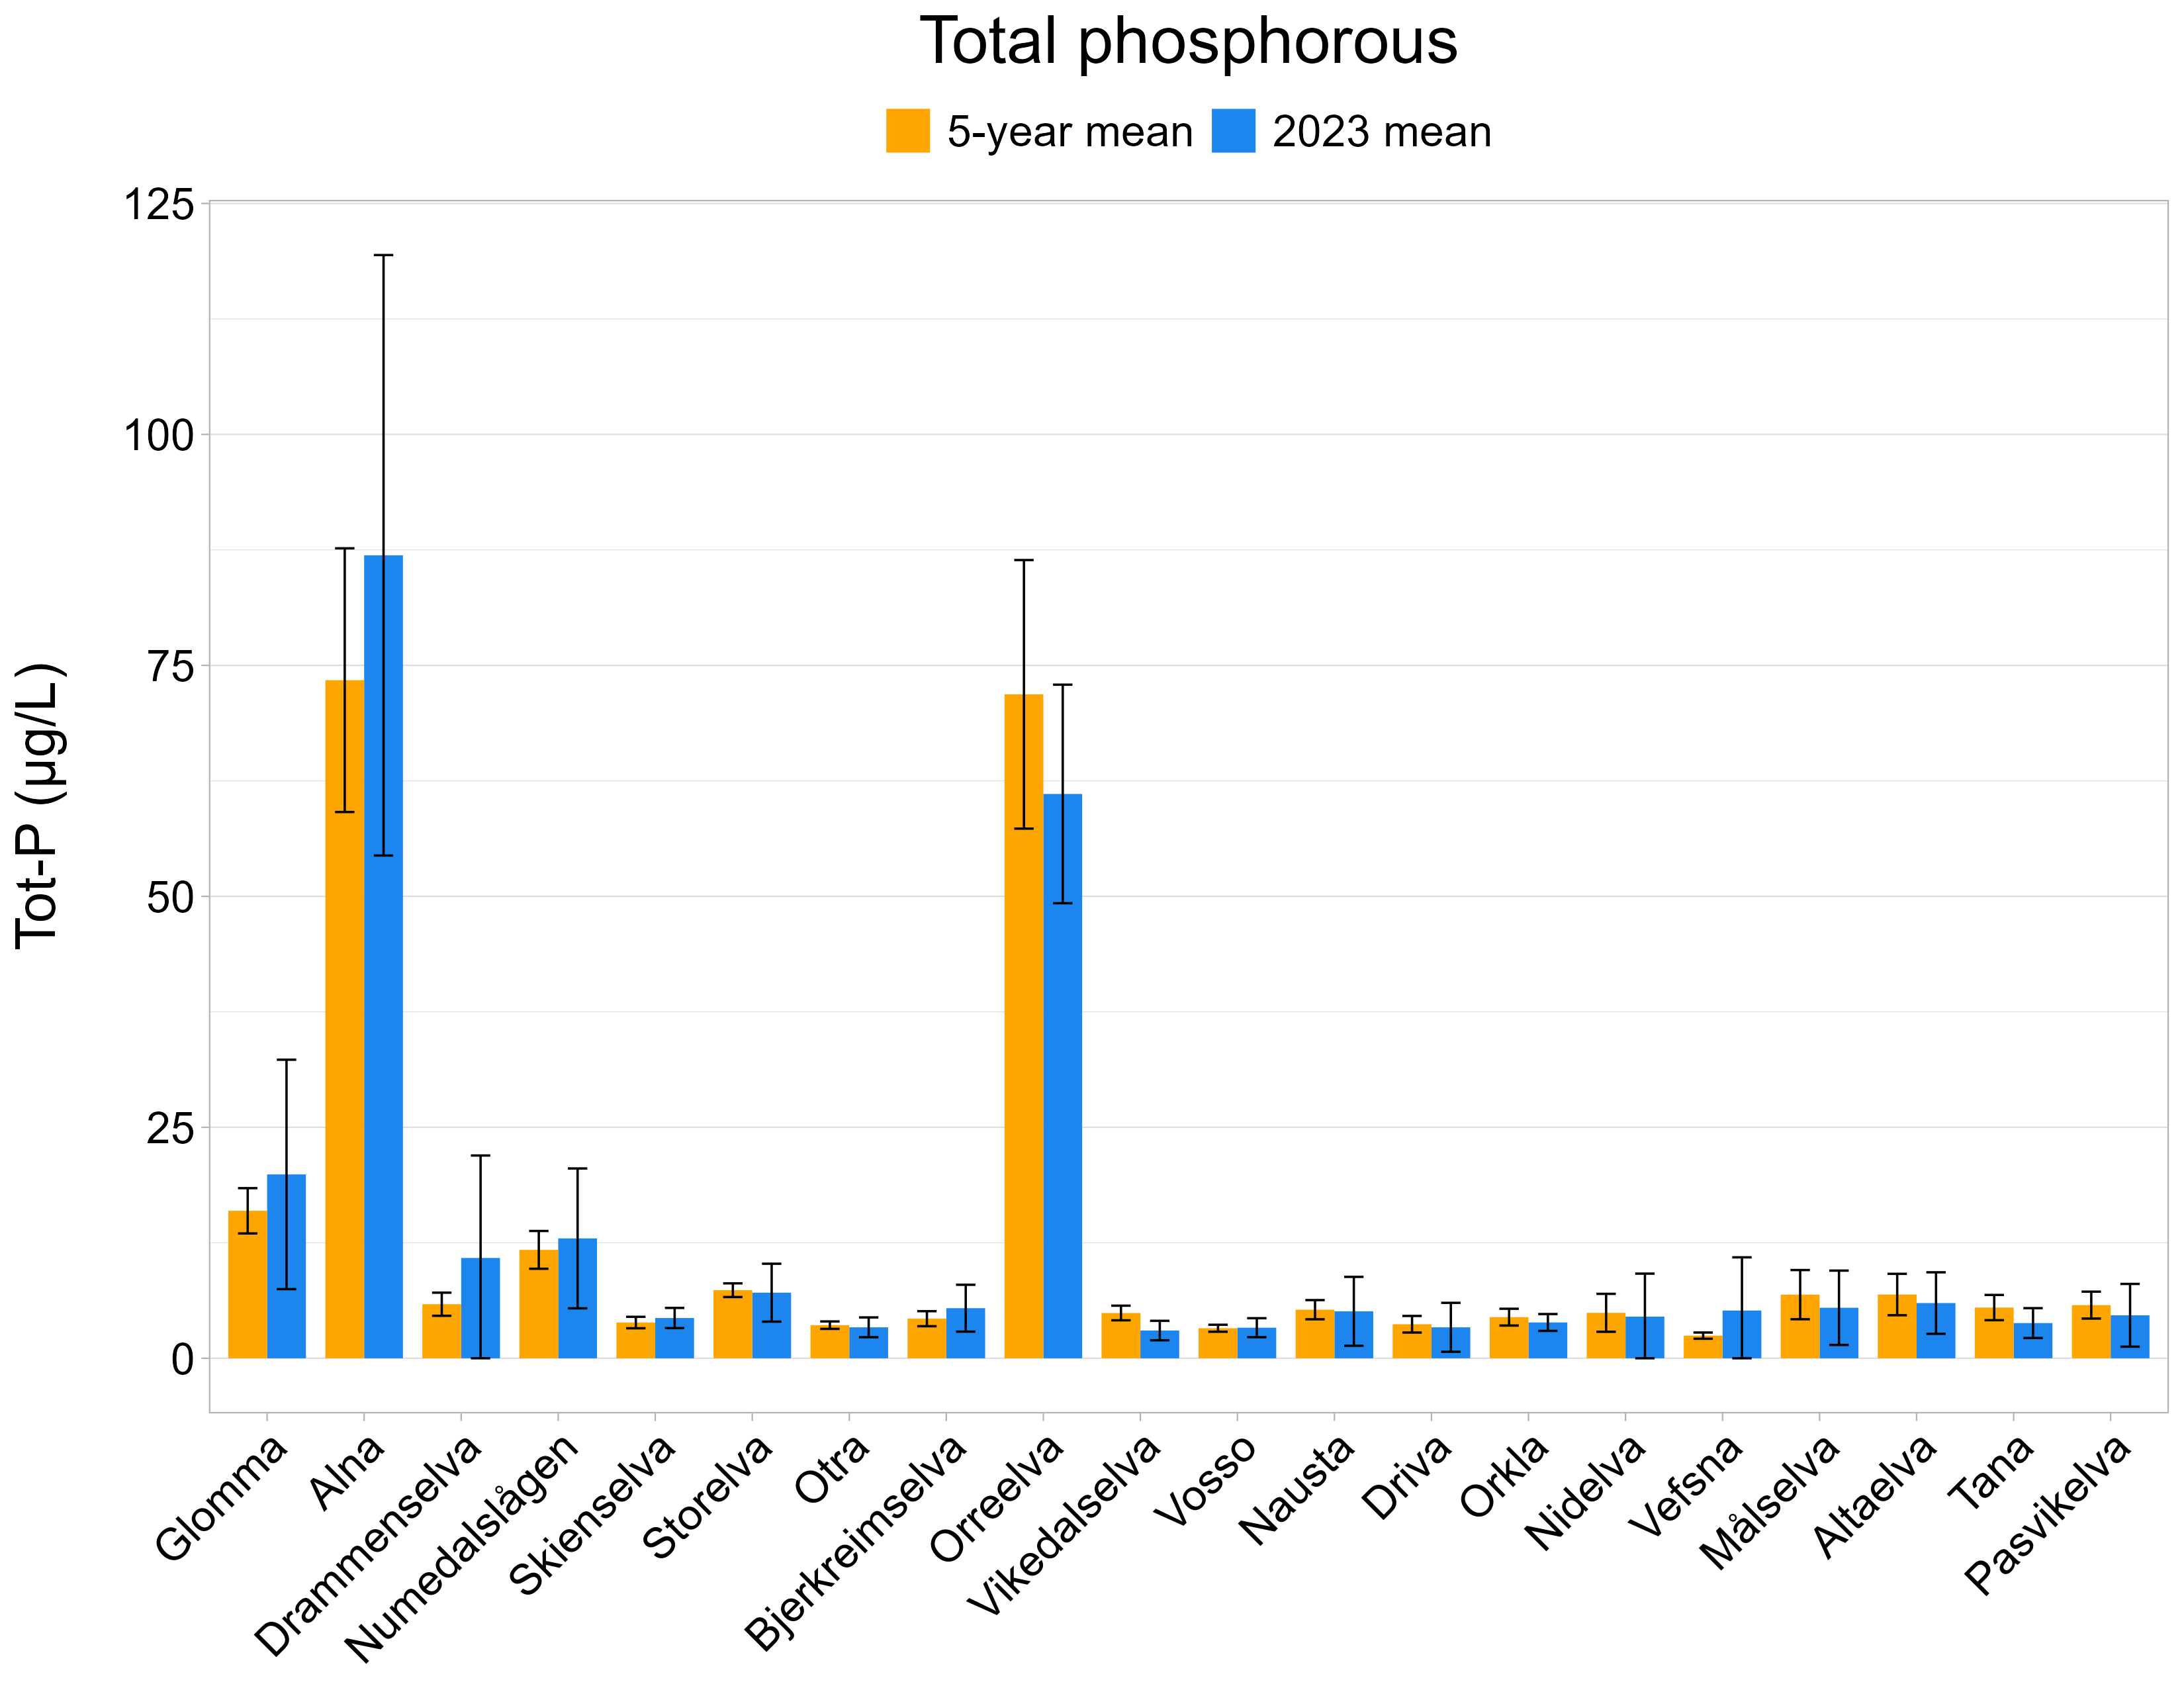 Total phosphorous
5-year mean 2023 mean
Tot-P (µg/L)
125
100
75
50
25
0
Glomma
Alna
Drammenselva
Numedalslågen
Skienselva
Storelva
Otra
Bjerkreimselva
Orreelva
Vikedalselva
Vosso
Nausta
Driva
Orkla
Nidelva
Vefsna
Målselva
Altaelva
Tana
Pasvikelva